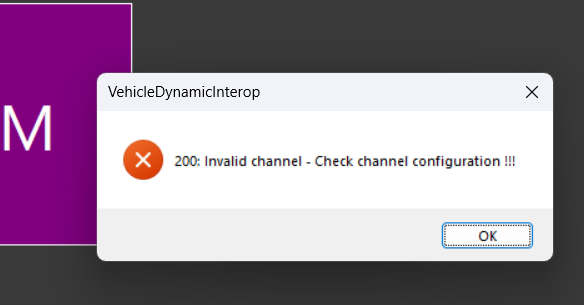 VehicleDynamicInterop
M
200: Invalid channel - Check channel configuration !!!
OK